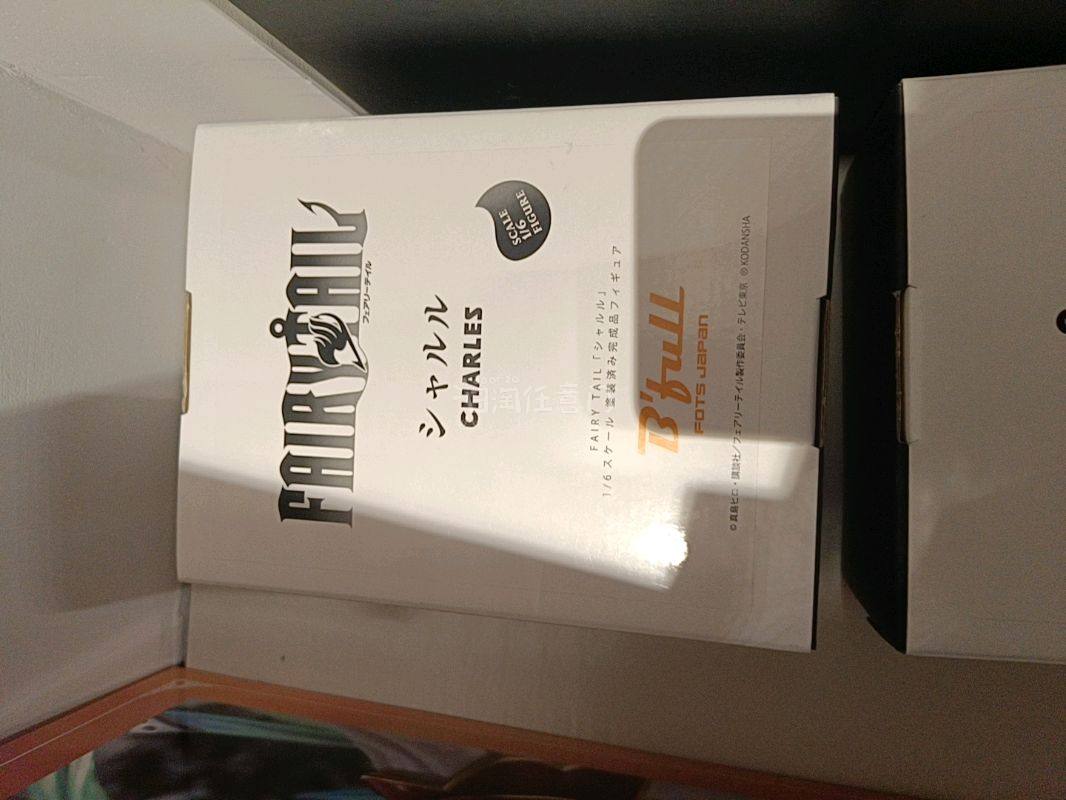 FAIRY TAIL
フェアリーテイル
シャルル
CHARLES
SCALE
1/6
FIGURE
FAIRY TAIL「シャルル」
1/6スケール 塗装済み完成品フィギュア
B'full
FOTS JAPAN
©真島ヒロ・講談社/フェアリーテイル製作委員会・テレビ東京 ®KODANSHA